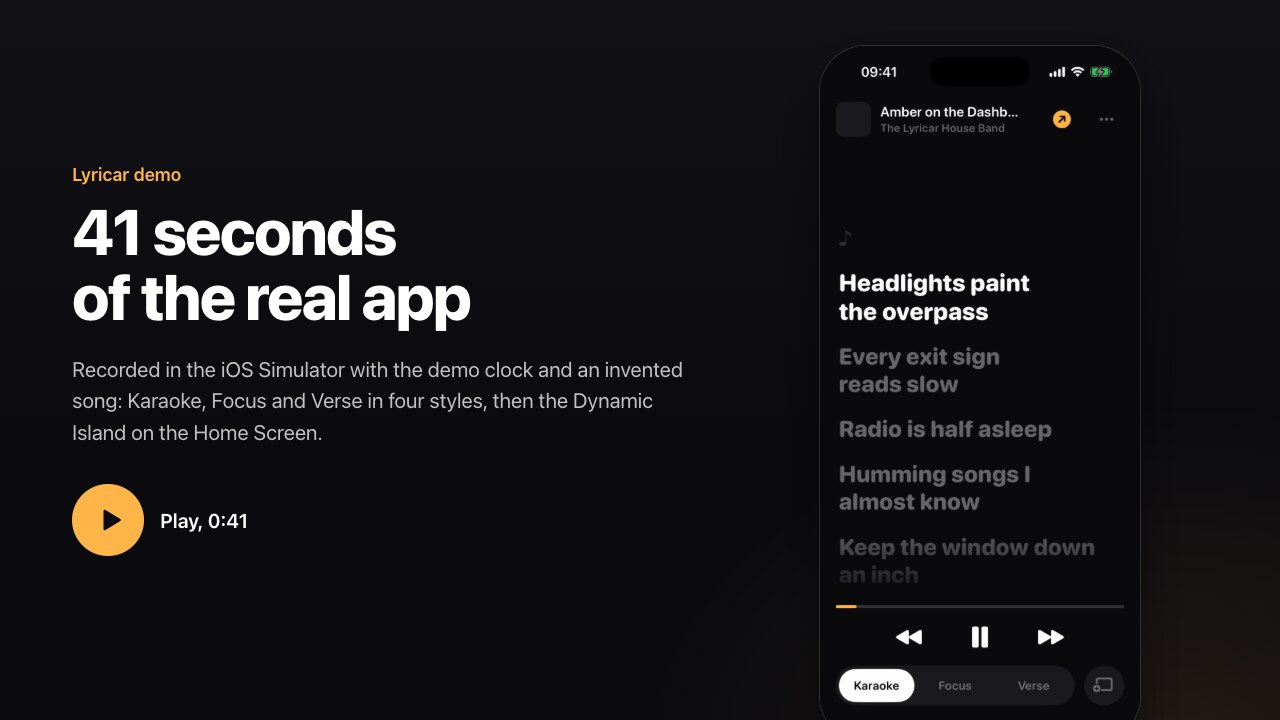 Lyricar demo
41 seconds
of the real app
Recorded in the iOS Simulator with the demo clock and an invented
song: Karaoke, Focus and Verse in four styles, then the Dynamic
Island on the Home Screen.
Play, 0:41
09:41
Amber on the Dashb...
The Lyricar House Band
Headlights paint
the overpass
Every exit sign
reads slow
Radio is half asleep
Humming songs I
almost know
Keep the window down
an inch
Karaoke
Focus
Verse